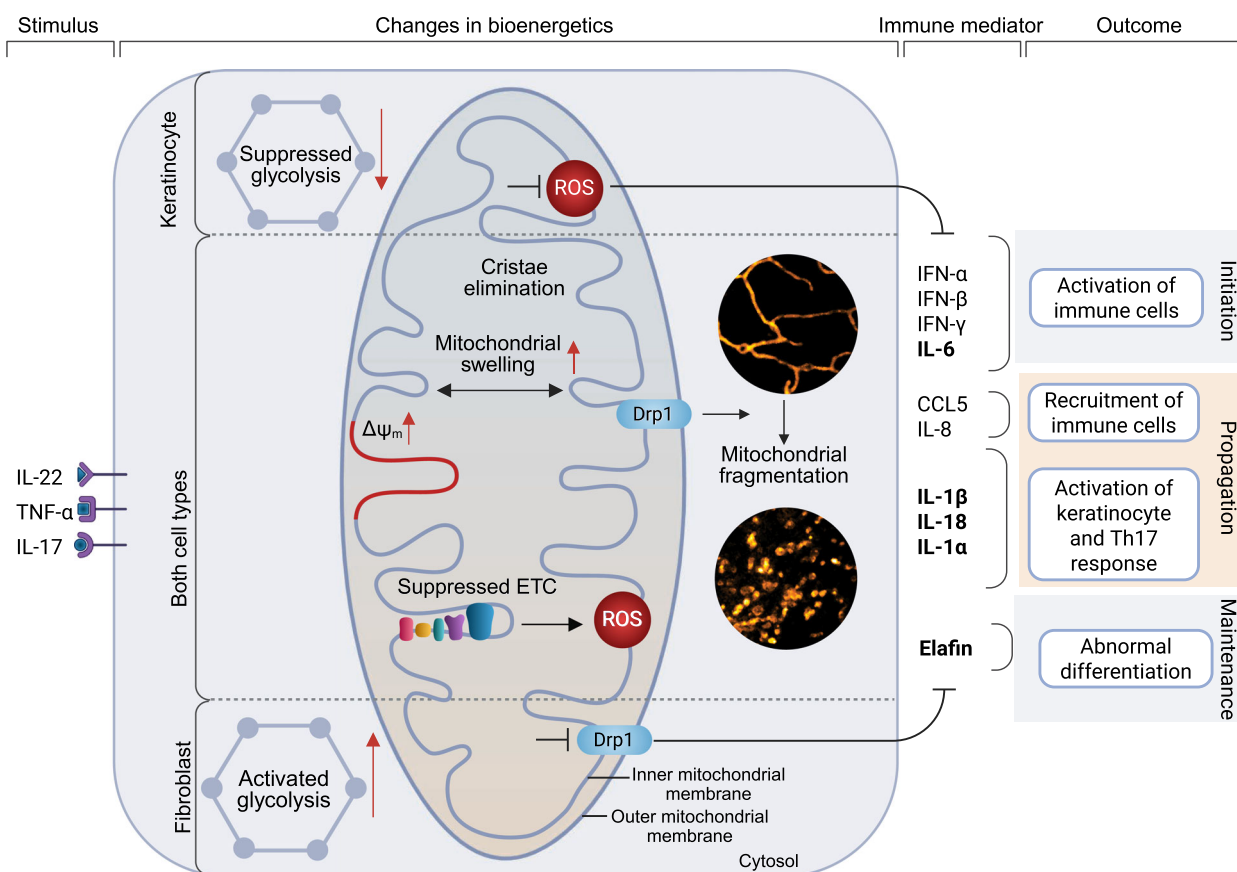 Stimulus
Changes in bioenergetics
Immune mediator
Outcome
Keratinocyte
Suppressed
glycolysis
ROS
Both cell types
Cristae
elimination
Mitochondrial
swelling
Δψm
Drp1
Mitochondrial
fragmentation
Suppressed ETC
ROS
IL-22
TNF-α
IL-17
Fibroblast
Activated
glycolysis
Drp1
Inner mitochondrial
membrane
Outer mitochondrial
membrane
Cytosol
IFN-α
IFN-β
IFN-γ
IL-6
CCL5
IL-8
IL-1β
IL-18
IL-1α
Elafin
Activation of
immune cells
Initiation
Recruitment of
immune cells
Activation of
keratinocyte
and Th17
response
Propagation
Abnormal
differentiation
Maintenance